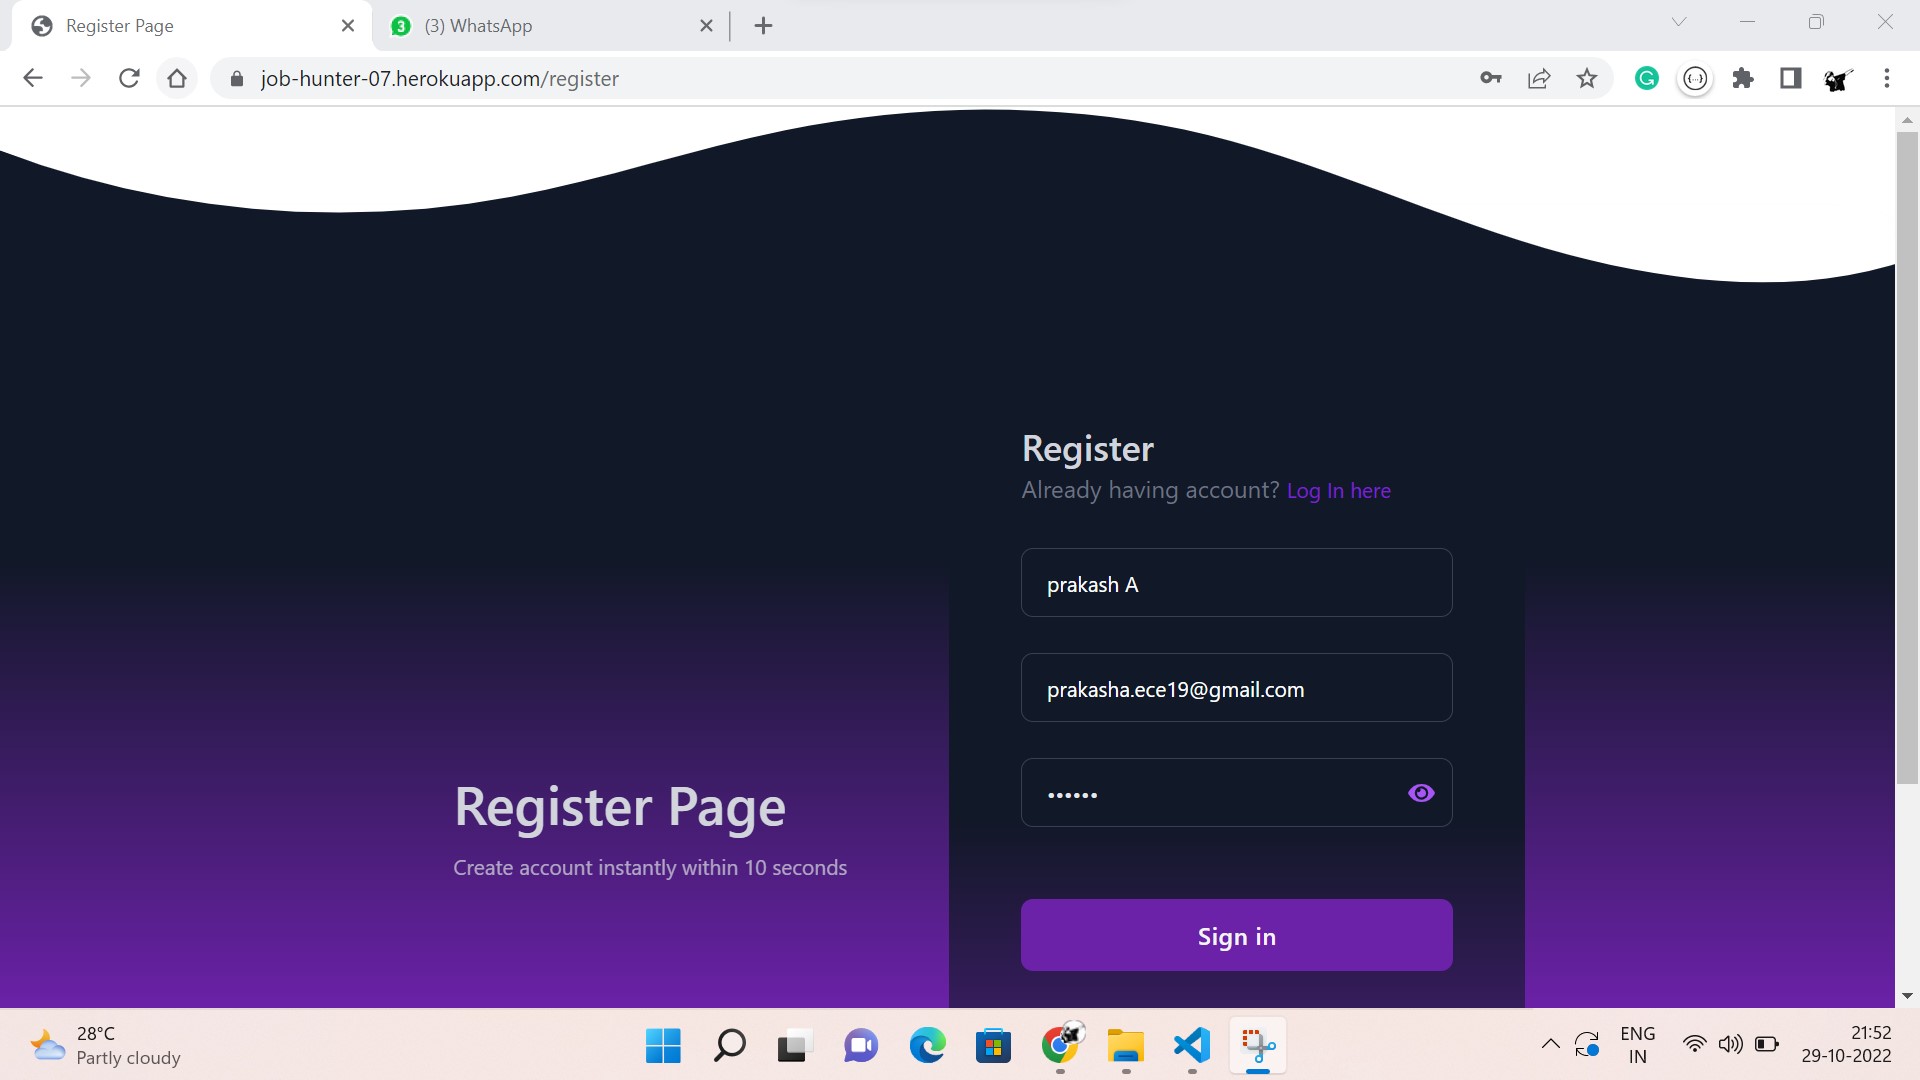 Register Page
3
(3) WhatsApp
job-hunter-07.herokuapp.com/register
Register
Already having account? Log In here
prakash A
prakasha.ece19@gmail.com
••••••
Register Page
Create account instantly within 10 seconds
Sign in
28°C
Partly cloudy
ENG
IN
21:52
29-10-2022